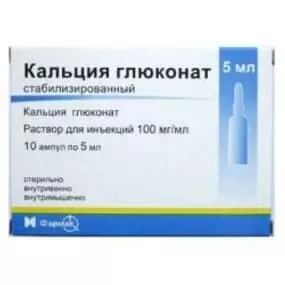 Кальция глюконат
5 мл
стабилизированный
Кальция глюконат
Раствор для инъекций 100 мг/мл
10 ампул по 5 мл
стерильно
внутривенно
внутримышечно
Фармак